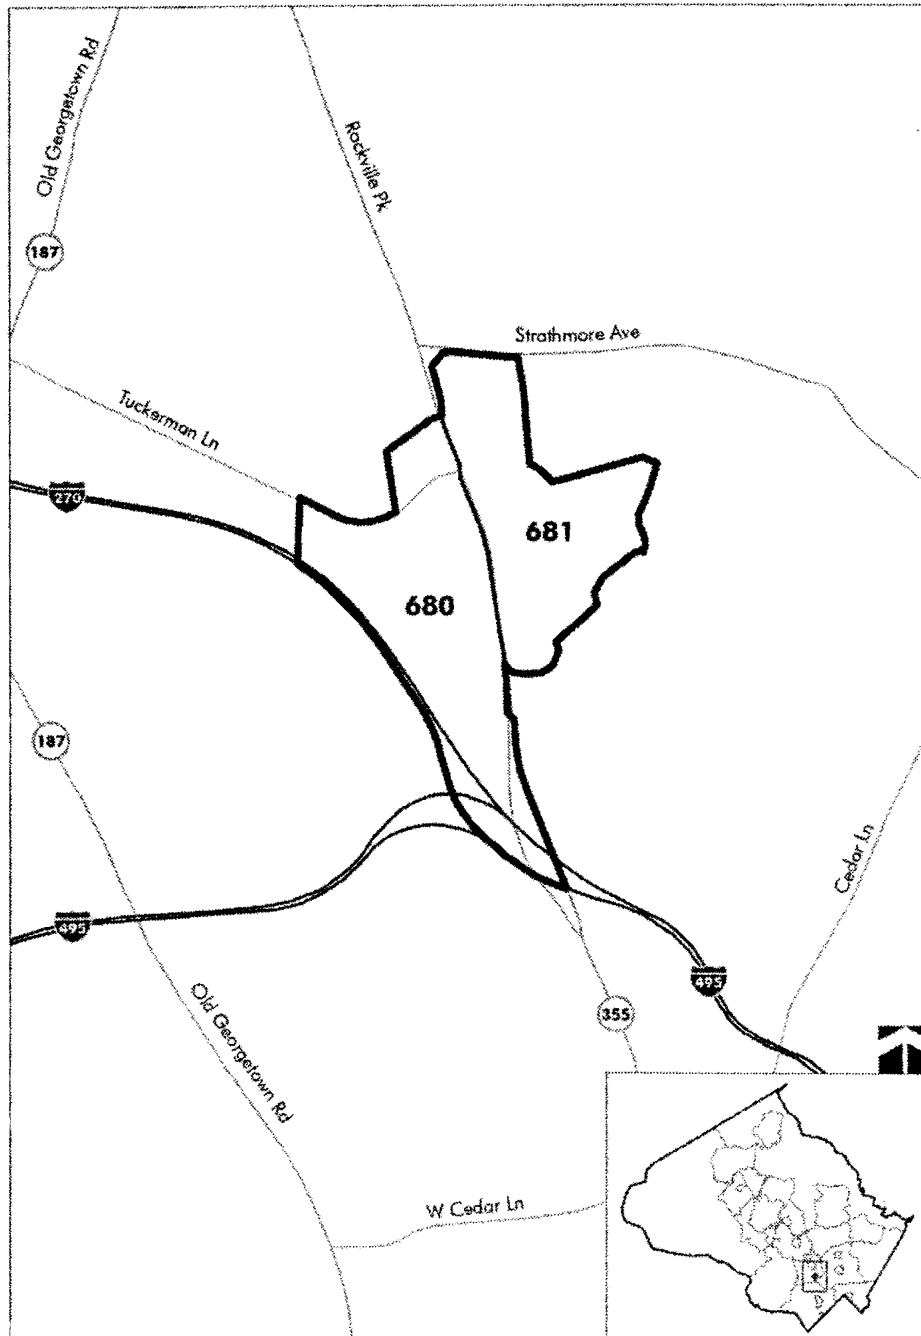 Old Georgetown Rd
Rockville Pk
187
Strathmore Ave
Tuckerman Ln
270
681
680
187
Cedar Ln
495
495
Old Georgetown Rd
355
W Cedar Ln